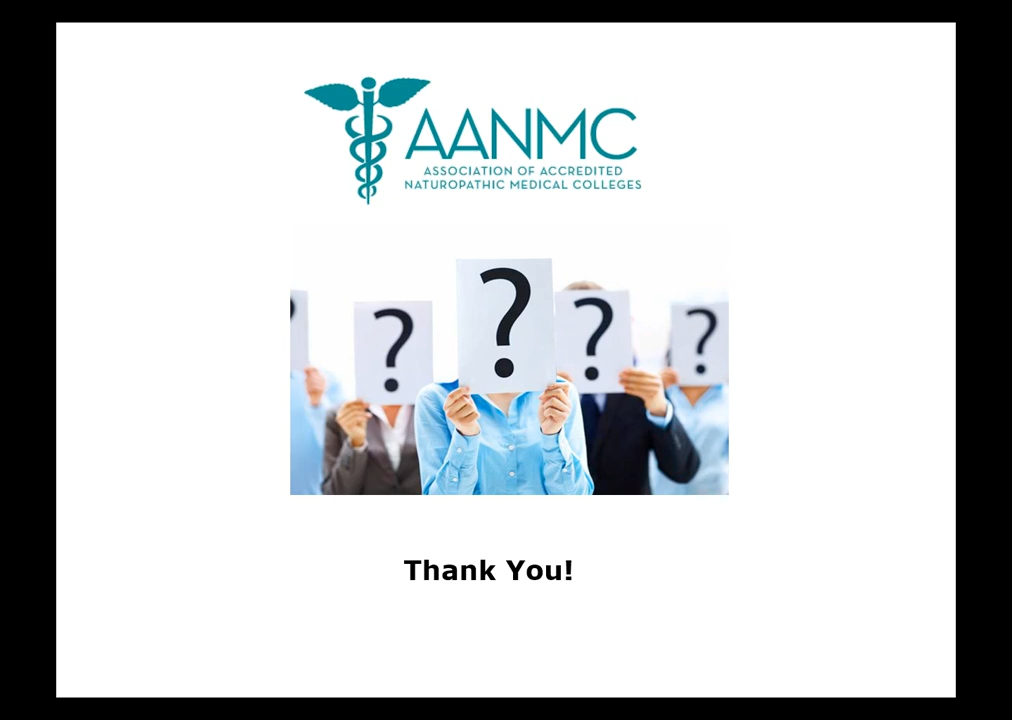 AANMC
ASSOCIATION OF ACCREDITED
NATUROPATHIC MEDICAL COLLEGES
?
?
?
?
?
Thank You!